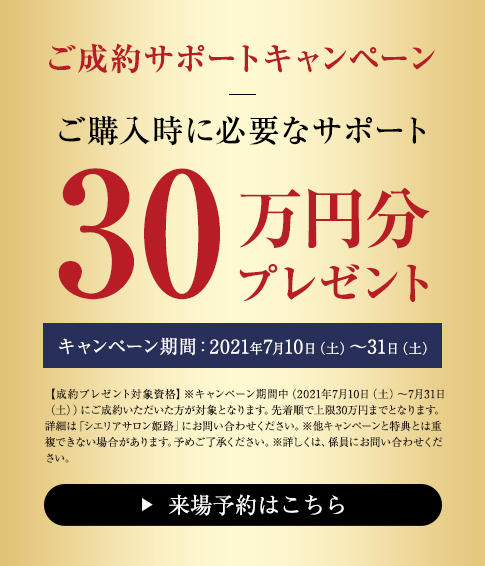 ご成約サポートキャンペーン
ご購入時に必要なサポート
30万円分
プレゼント
キャンペーン期間：2021年7月10日（土）～31日（土）
【成約プレゼント対象資格】※キャンペーン期間中（2021年7月10日（土）～7月31日
（土））にご成約いただいた方が対象となります。先着順で上限30万円までとなります。
詳細は「シエリアサロン姫路」にお問い合わせください。※他キャンペーンと特典とは重
複できない場合があります。予めご了承ください。※詳しくは、係員にお問い合わせくだ
さい。
▶ 来場予約はこちら